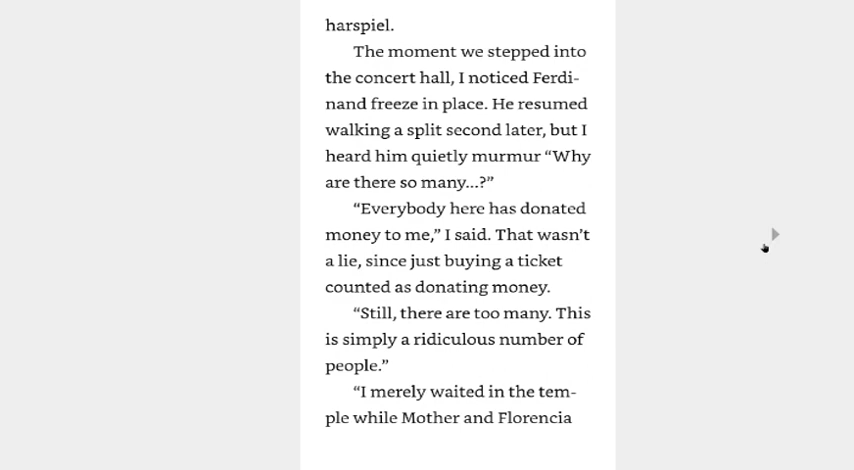 harspiel.
The moment we stepped into
the concert hall, I noticed Ferdi-
nand freeze in place. He resumed
walking a split second later, but I
heard him quietly murmur “Why
are there so many...?”
“Everybody here has donated
money to me,” I said. That wasn’t
a lie, since just buying a ticket
counted as donating money.
“Still, there are too many. This
is simply a ridiculous number of
people.”
“I merely waited in the tem-
ple while Mother and Florencia